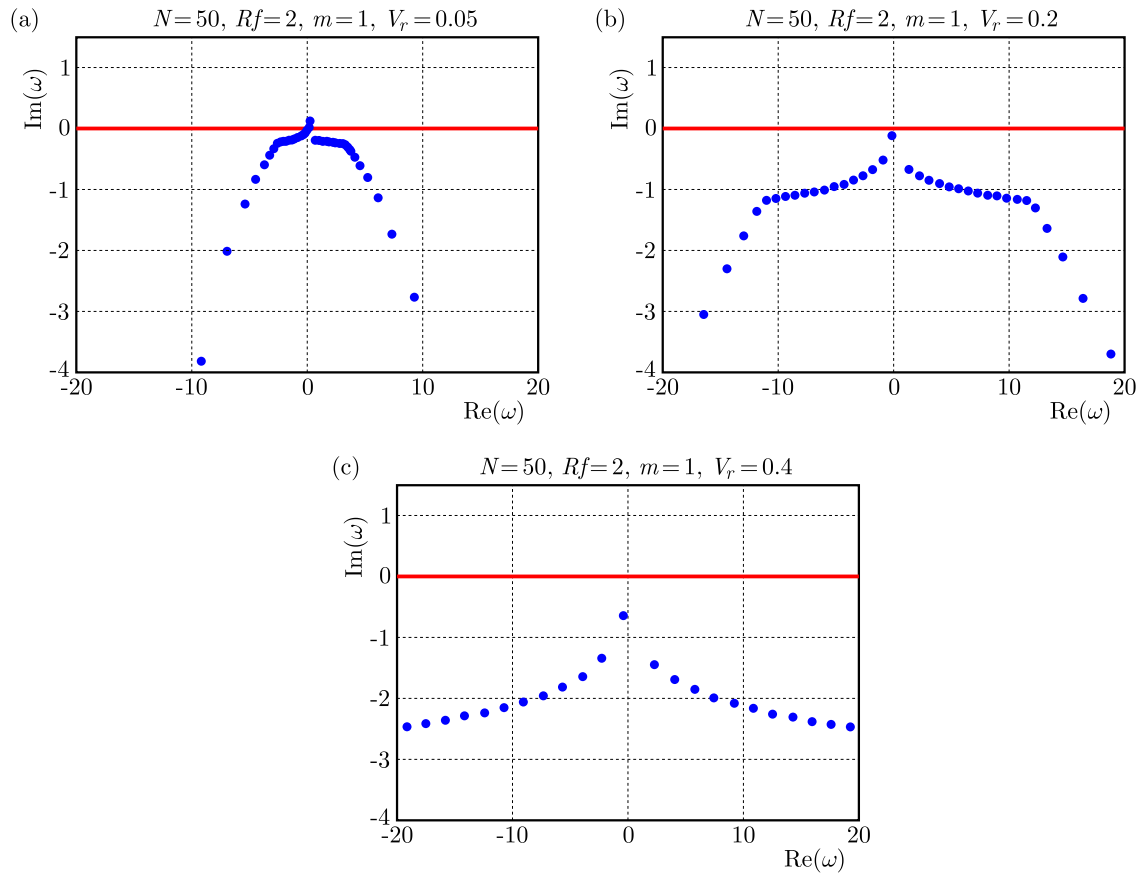 (a)
N=50, Rf=2, m=1, V_r=0.05
Im(ω)
1
0
-1
-2
-3
-4
-20
-10
0
10
20
Re(ω)
(b)
N=50, Rf=2, m=1, V_r=0.2
Im(ω)
1
0
-1
-2
-3
-4
-20
-10
0
10
20
Re(ω)
(c)
N=50, Rf=2, m=1, V_r=0.4
Im(ω)
1
0
-1
-2
-3
-4
-20
-10
0
10
20
Re(ω)